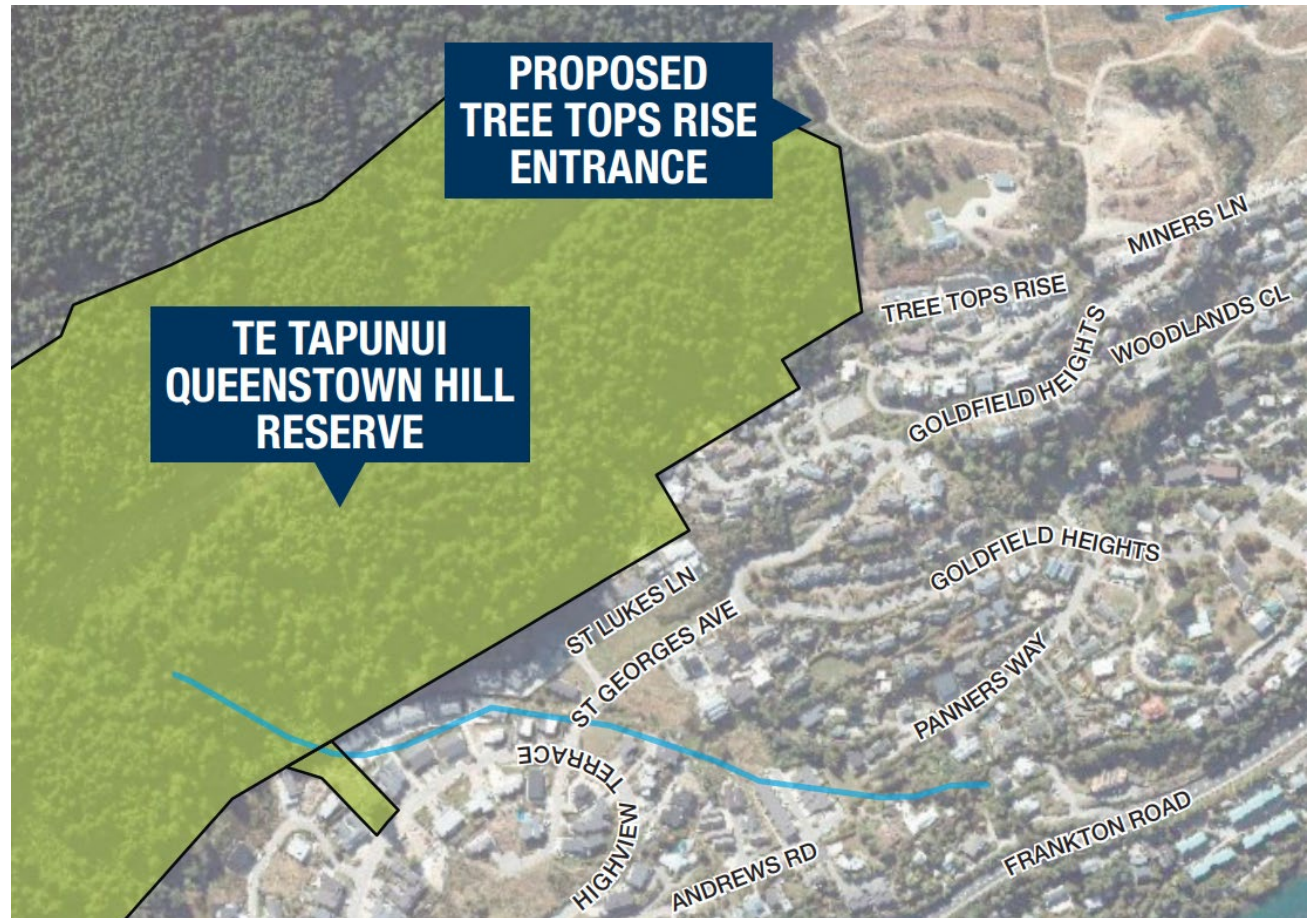 PROPOSED
TREE TOPS RISE
ENTRANCE
TE TAPUNUI
QUEENSTOWN HILL
RESERVE
MINERS LN
TREE TOPS RISE
WOODLANDS CL
GOLDFIELD HEIGHTS
GOLDFIELD HEIGHTS
ST LUKES LN
ST GEORGES AVE
PANNERS WAY
HIGHVIEW TERRACE
ANDREWS RD
FRANKTON ROAD